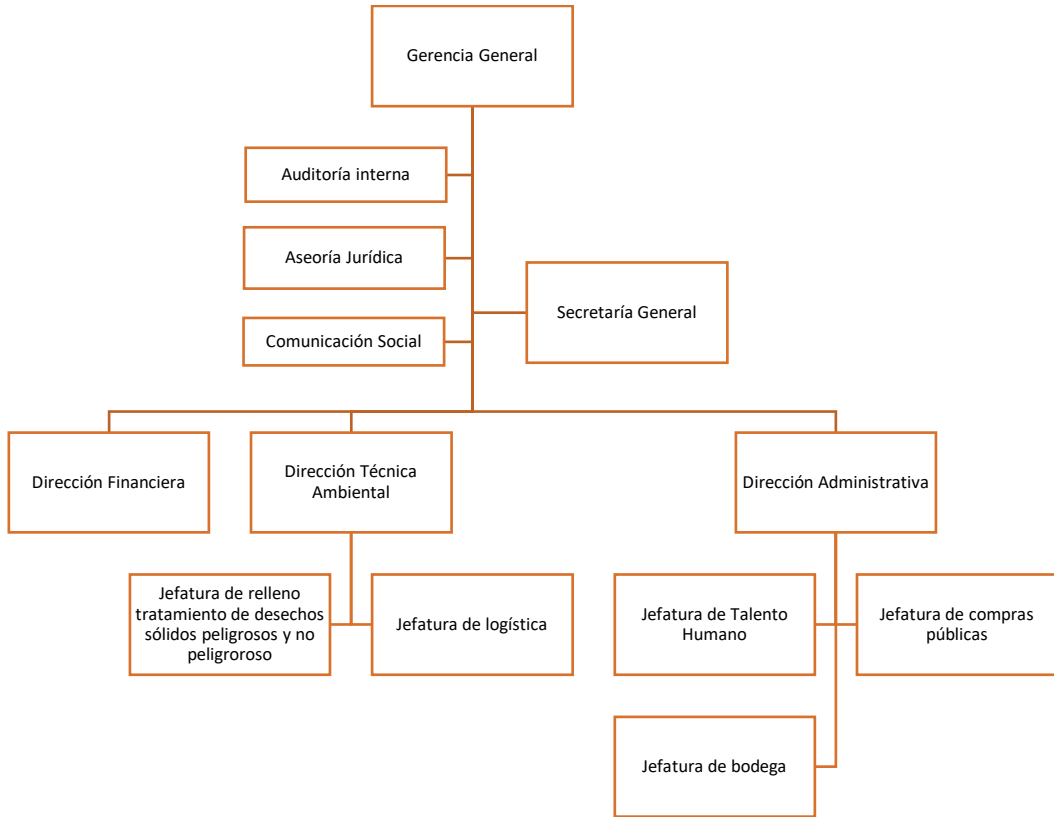 Gerencia General
Auditoría interna
Aseoría Jurídica
Secretaría General
Comunicación Social
Dirección Financiera
Dirección Técnica
Ambiental
Dirección Administrativa
Jefatura de relleno
tratamiento de desechos
sólidos peligrosos y no
peligroroso
Jefatura de logística
Jefatura de Talento
Humano
Jefatura de compras
públicas
Jefatura de bodega